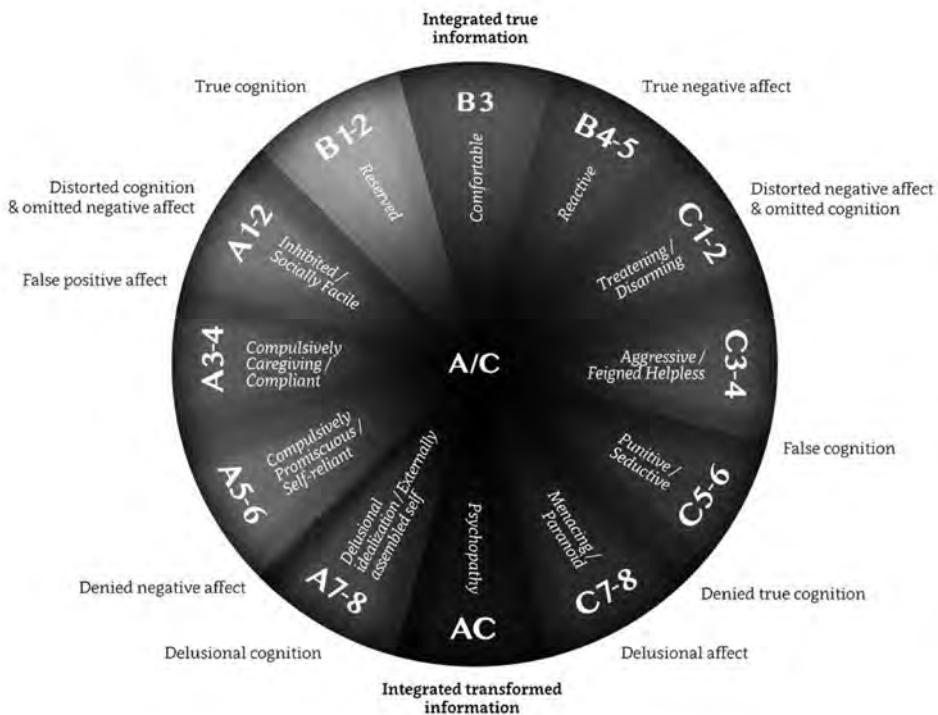 Integrated true
information
True cognition
True negative affect
B1-2
Reserved
B3
Comfortable
B4-5
Reactive
Distorted cognition
& omitted negative affect
Distorted negative affect
& omitted cognition
A1-2
Inhibited /
Socially Facile
C1-2
Treatening /
Disarming
False positive affect
A3-4
Compulsively
Caregiving /
Compliant
A/C
Aggressive /
Feigned Helpless
C3-4
False cognition
A5-6
Compulsively
Promiscuous /
Self-reliant
Punitive /
Seductive
C5-6
Denied negative affect
Denied true cognition
A7-8
Delusional
idealization / Externally
assembled self
Psychopathy
AC
Menacing /
Paranoid
C7-8
Delusional cognition
Delusional affect
Integrated transformed
information